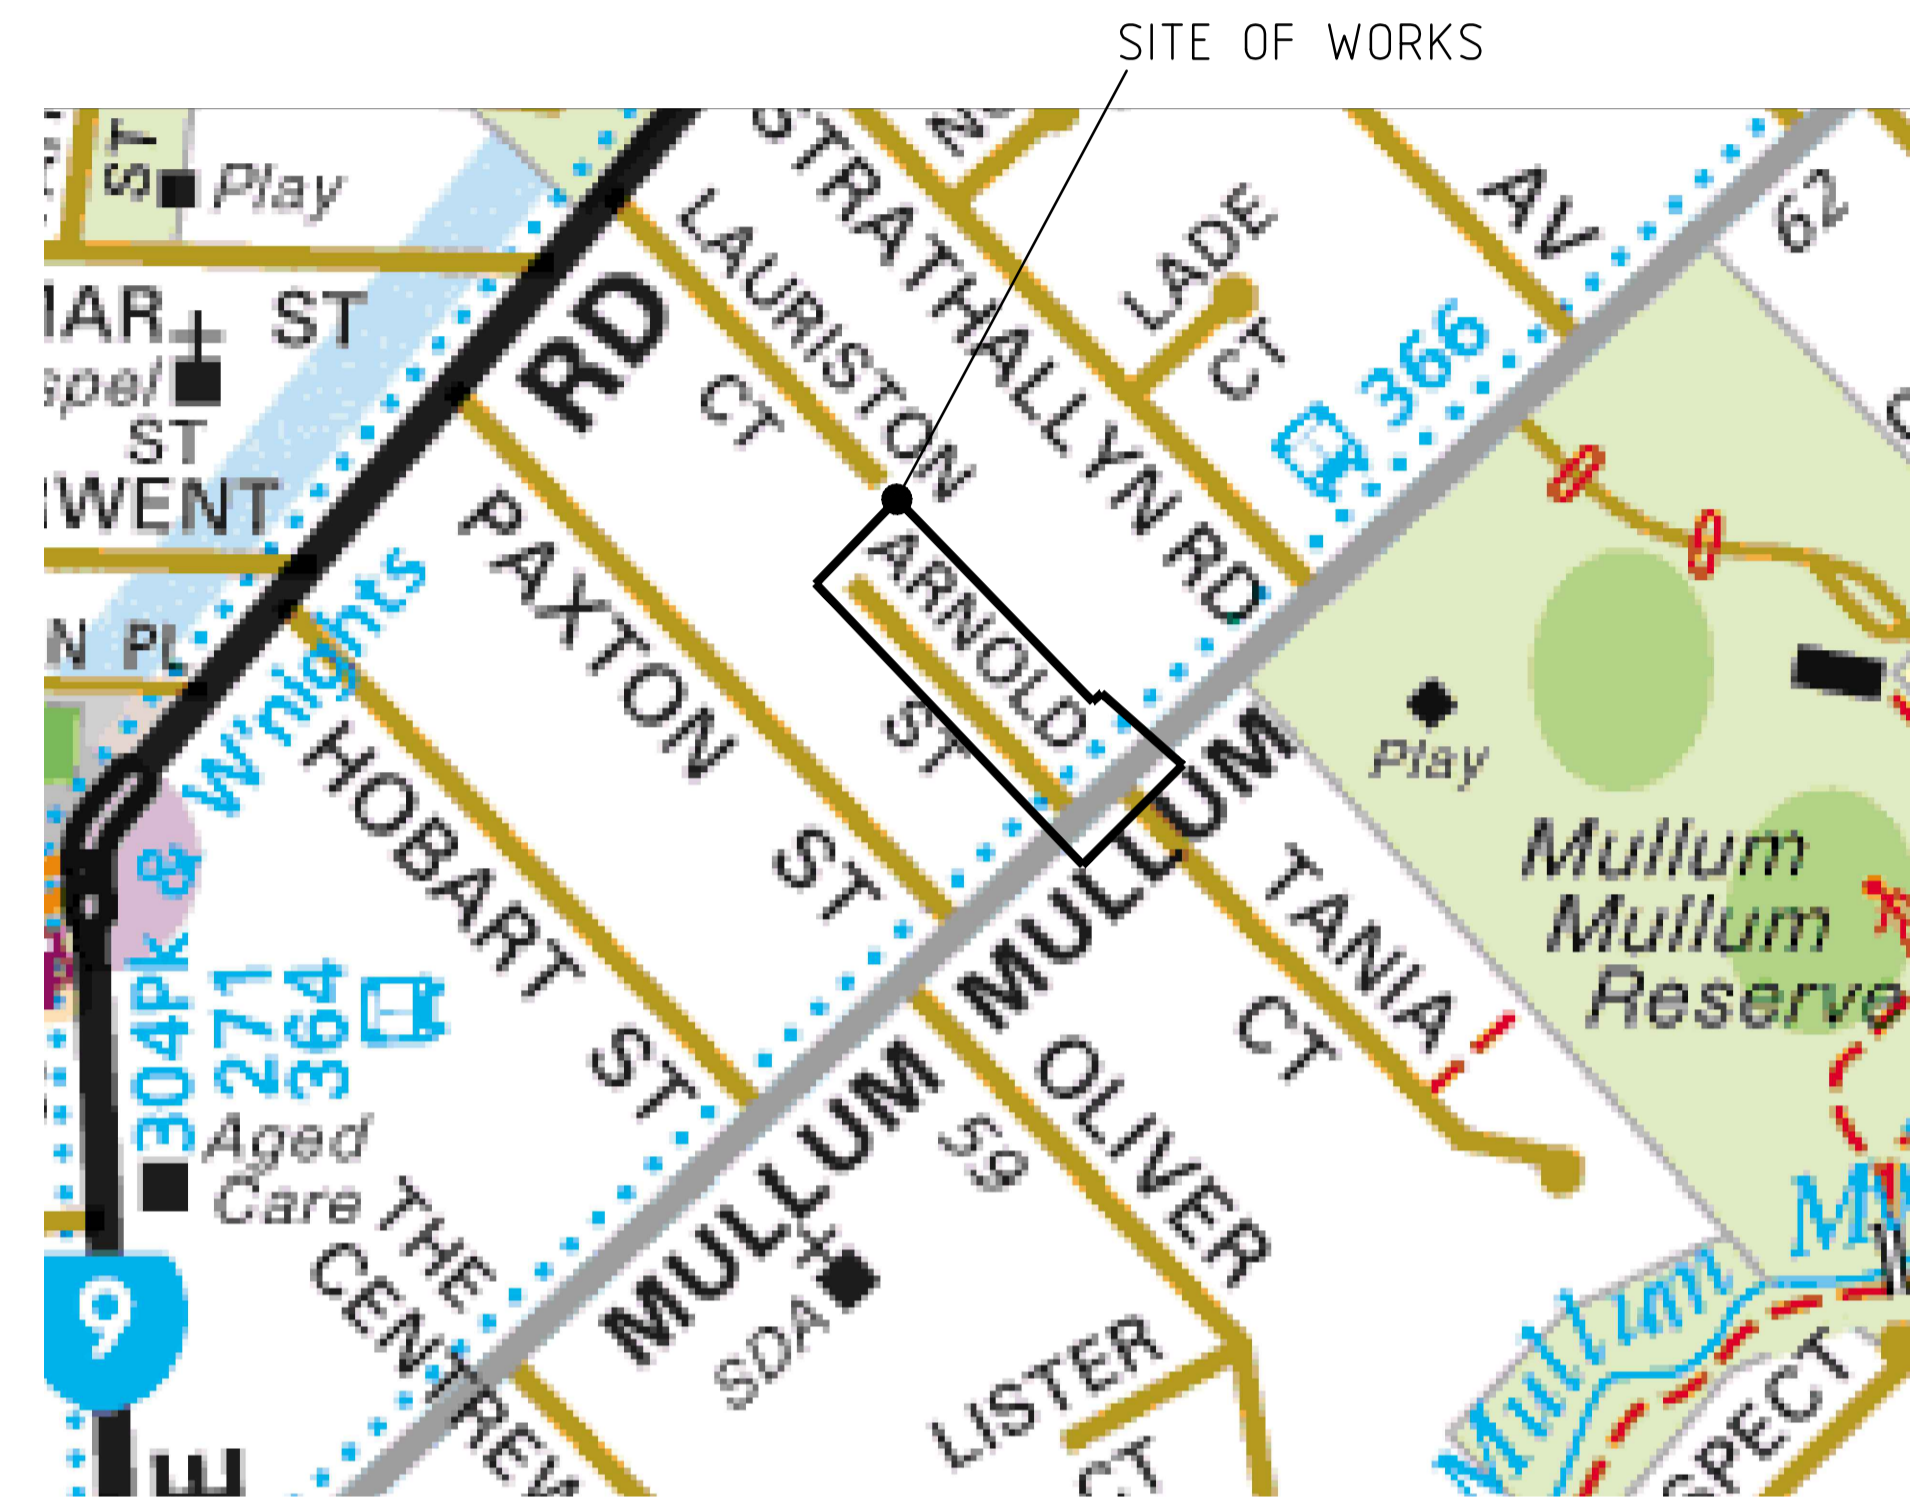 SITE OF WORKS
ST
Play
LAURISTON
CT
STRATHALLYN RD
LADE
CT
AV
62
366
RD
ST
ST
PAXTON
ST
ARNOLD
ST
W'nights
&
304Pk
271
364
HOBART
ST
Play
Mullum
Mullum
Reserve
MULLUM
MULLUM
TANIA
CT
OLIVER
59
Aged
Care
THE
SDA
LISTER
CT
9
Mullum